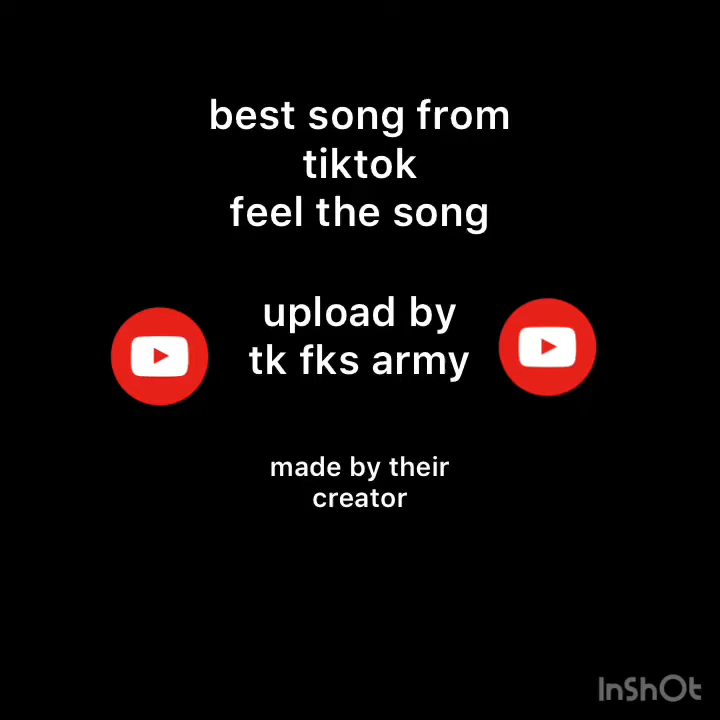 best song from
tiktok
feel the song
upload by
tk fks army
made by their
creator
InShOt